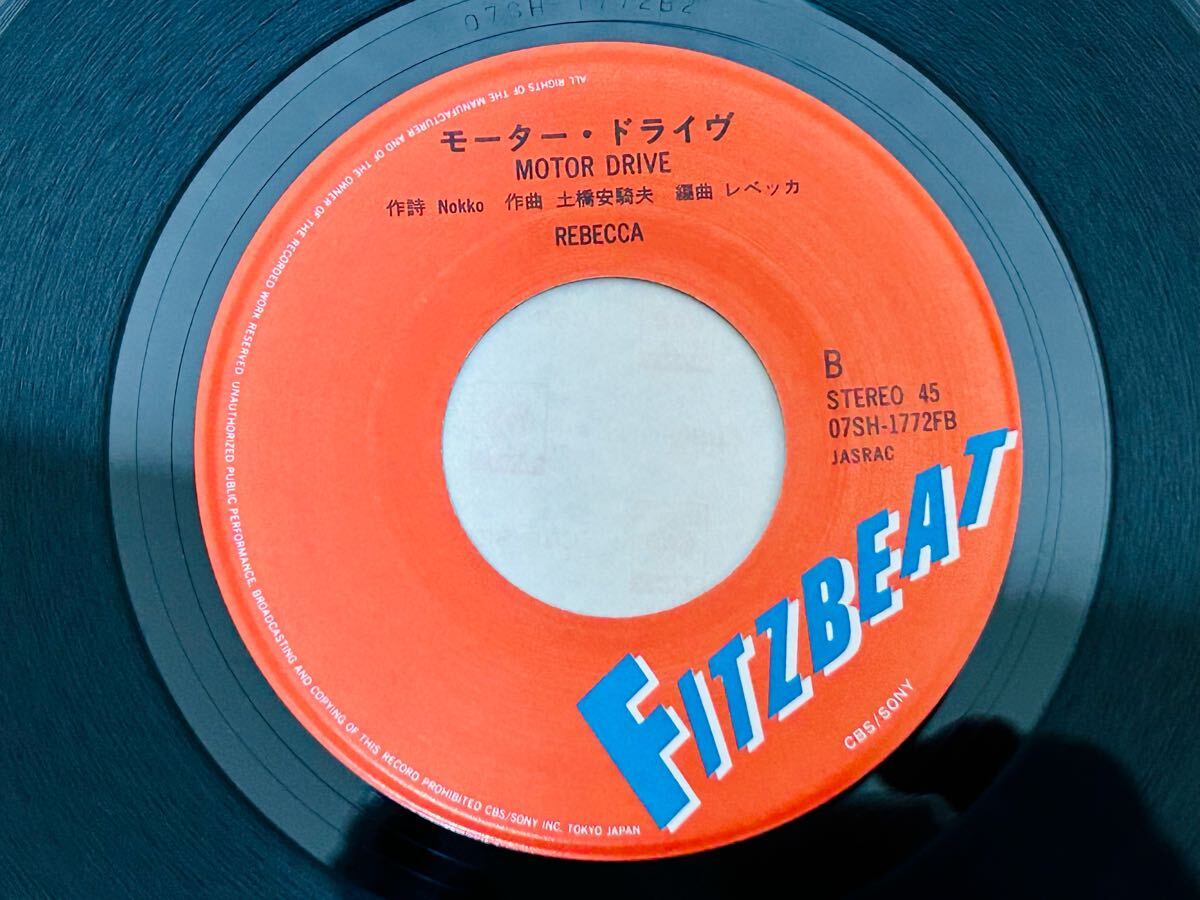 07SH-1772B2
モーター・ドライヴ
MOTOR DRIVE
作詩 Nokko 作曲 土橋安騎夫 編曲 レベッカ
REBECCA
B
STEREO 45
07SH-1772FB
JASRAC
FITZBEAT
CBS/SONY
ALL RIGHTS OF THE MANUFACTURER AND OF THE OWNER OF THE RECORDED WORK RESERVED. UNAUTHORIZED PUBLIC PERFORMANCE, BROADCASTING AND COPYING OF THIS RECORD PROHIBITED CBS/SONY INC. TOKYO JAPAN